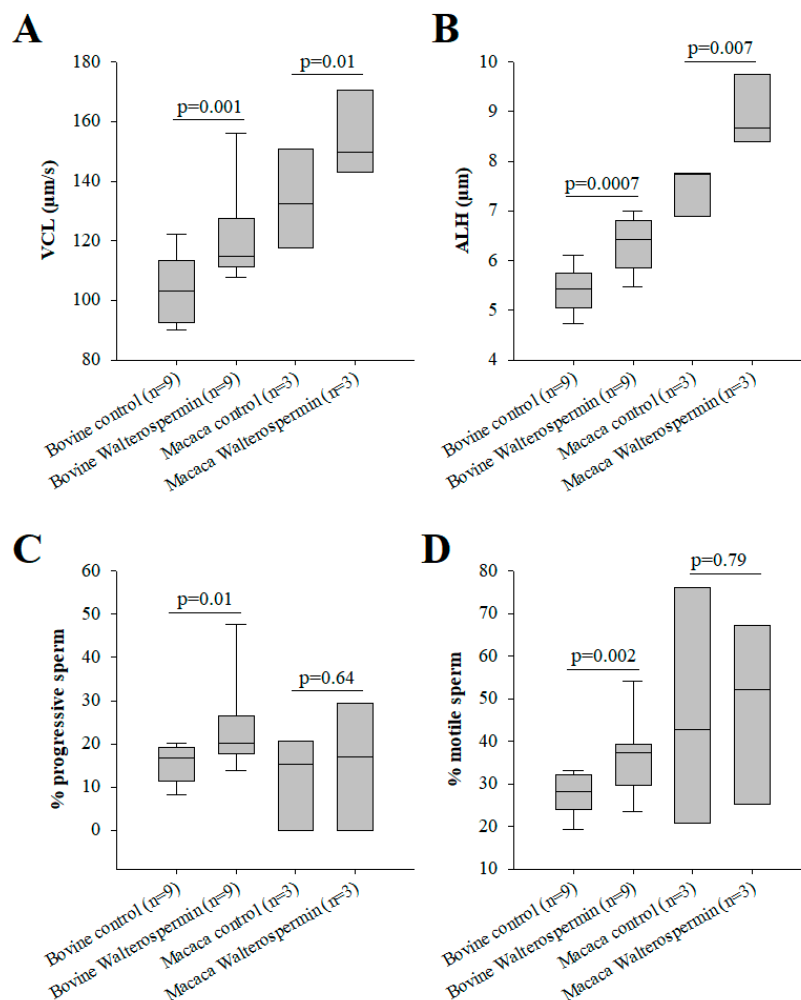 A
B
p=0.01
p=0.001
VCL (µm/s)
180
160
140
120
100
80
Bovine control (n=9)
Bovine Walterospermin (n=9)
Macaca control (n=3)
Macaca Walterospermin (n=3)
p=0.007
p=0.0007
ALH (µm)
10
9
8
7
6
5
4
Bovine control (n=9)
Bovine Walterospermin (n=9)
Macaca control (n=3)
Macaca Walterospermin (n=3)
C
D
p=0.01
p=0.64
% progressive sperm
60
50
40
30
20
10
0
Bovine control (n=9)
Bovine Walterospermin (n=9)
Macaca control (n=3)
Macaca Walterospermin (n=3)
p=0.79
p=0.002
% motile sperm
80
70
60
50
40
30
20
10
Bovine control (n=9)
Bovine Walterospermin (n=9)
Macaca control (n=3)
Macaca Walterospermin (n=3)